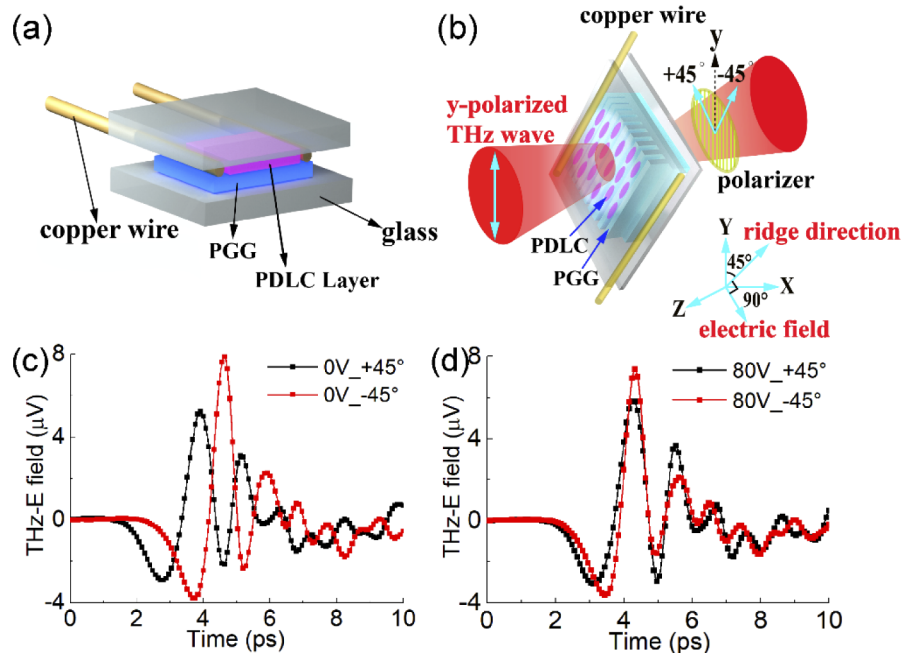 (a)
copper wire
PGG
PDLC Layer
glass
(b)
copper wire
y
+45°
-45°
y-polarized
THz wave
polarizer
PDLC
PGG
Y
ridge direction
45°
X
90°
Z
electric field
(c)
8
4
0
-4
THz-E field (μV)
0V_+45°
0V_-45°
0 2 4 6 8 10
Time (ps)
(d)
8
4
0
-4
THz-E field (μV)
80V_+45°
80V_-45°
0 2 4 6 8 10
Time (ps)